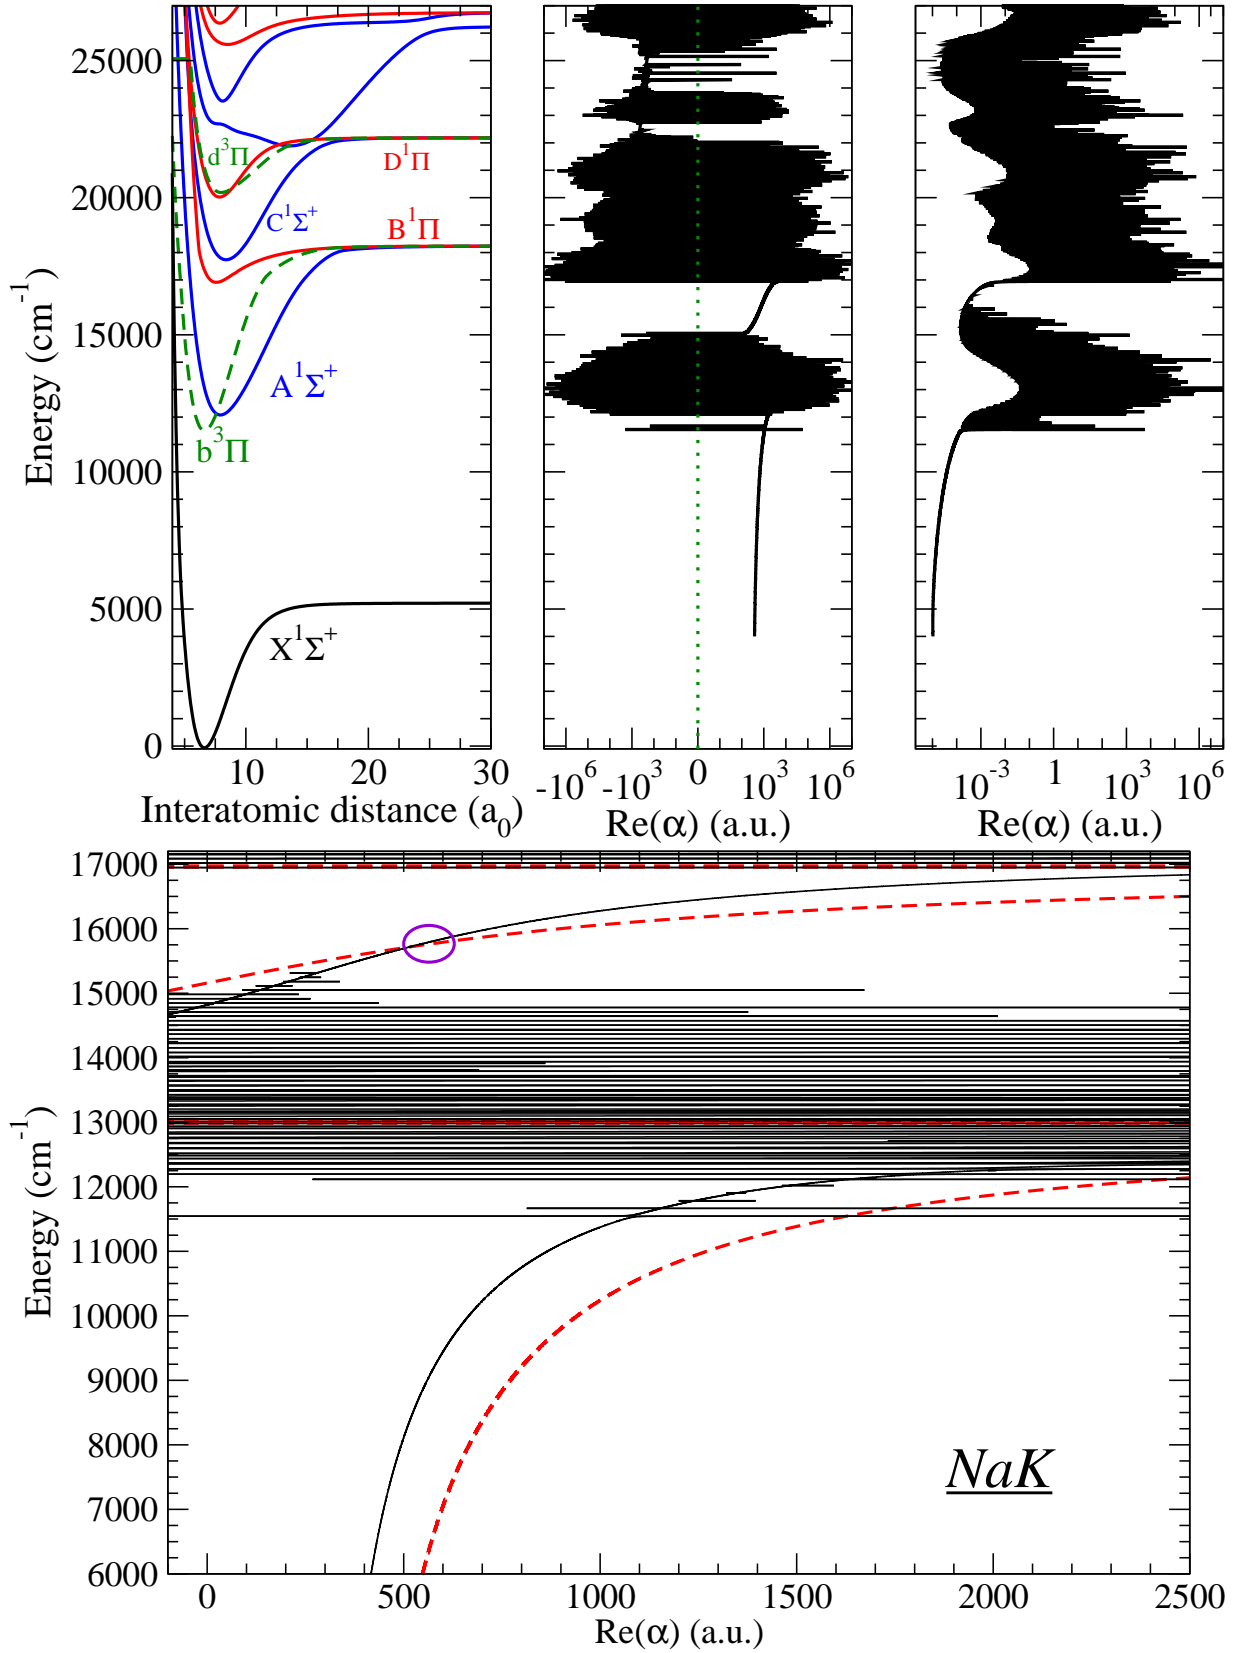 25000
20000
15000
10000
5000
0
Energy (cm⁻¹)
d³Π
D¹Π
C¹Σ⁺
B¹Π
A¹Σ⁺
b³Π
X¹Σ⁺
10 20 30
Interatomic distance (a₀)
-10⁶ -10³ 0 10³ 10⁶
Re(α) (a.u.)
10⁻³ 1 10³ 10⁶
Re(α) (a.u.)
17000
16000
15000
14000
13000
12000
11000
10000
9000
8000
7000
6000
Energy (cm⁻¹)
NaK
0 500 1000 1500 2000 2500
Re(α) (a.u.)